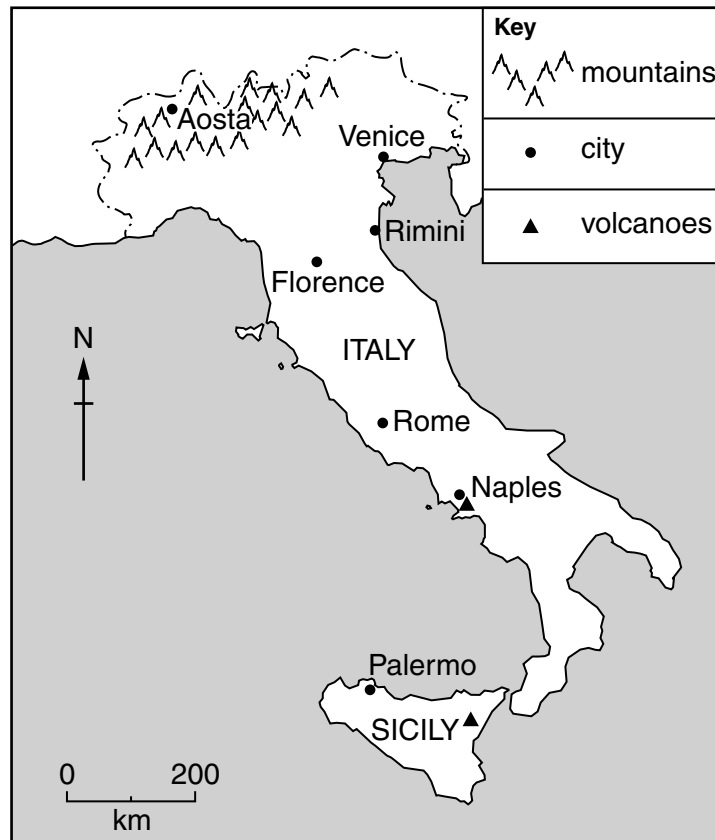 Key
mountains
Aosta
Venice
city
Rimini
volcanoes
Florence
N
ITALY
Rome
Naples
Palermo
SICILY
0 200
km